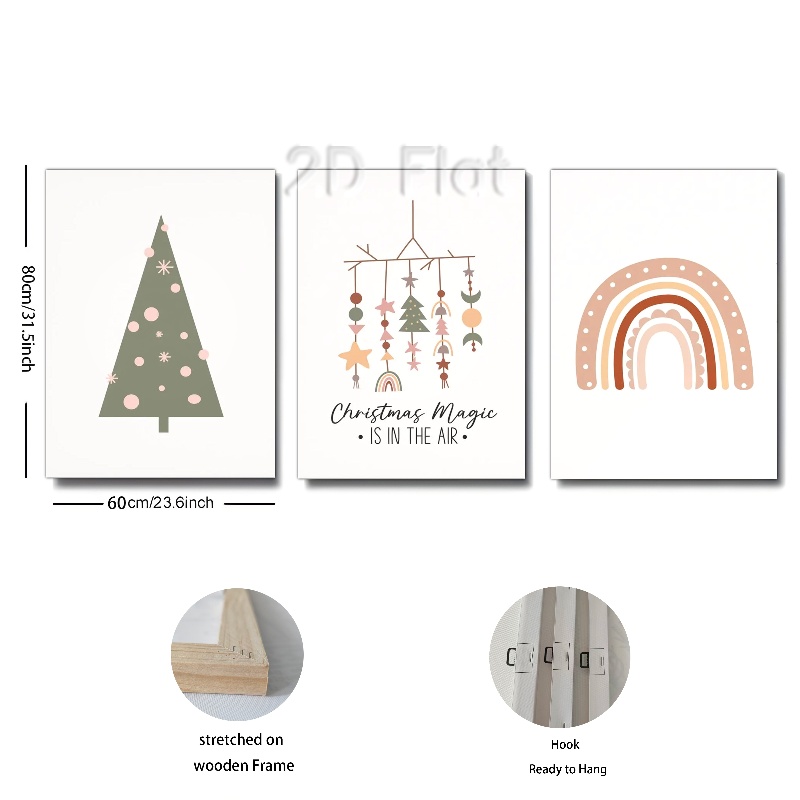 2D Flat
80cm/31.5inch
Christmas Magic
• IS IN THE AIR •
60cm/23.6inch
stretched on
wooden Frame
Hook
Ready to Hang